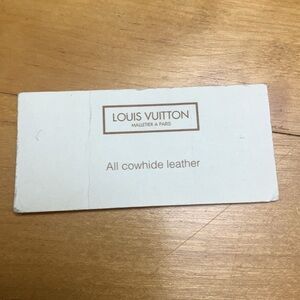 LOUIS VUITTON
MALLETIER A PARIS
All cowhide leather